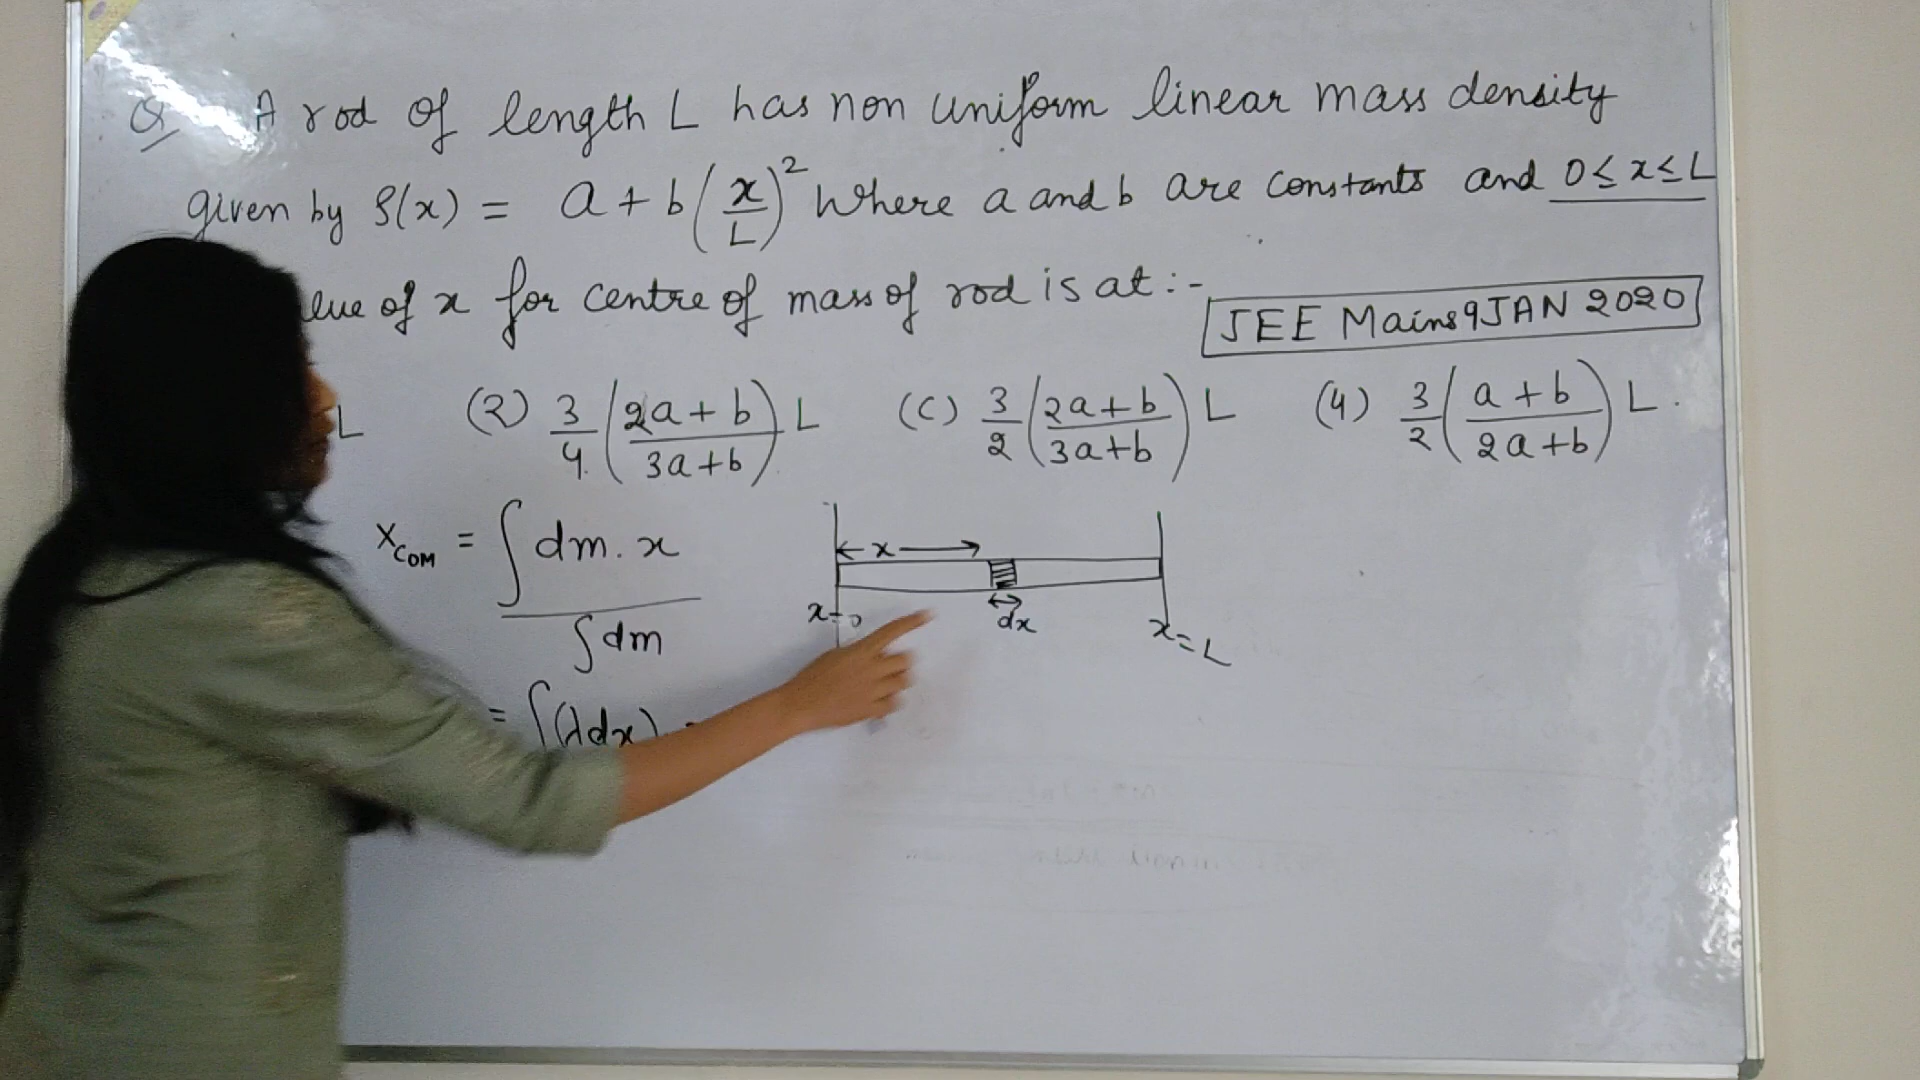 Q A rod of length L has non uniform linear mass density
given by ρ(x) = a + b(x/L)² where a and b are constants and 0 ≤ x ≤ L
of x for centre of mass of rod is at :-
JEE Mains 9 JAN 2020
L (2) 3/4 (2a + b / 3a + b) L (C) 3/2 (2a + b / 3a + b) L (4) 3/2 (a + b / 2a + b) L.
x_COM = ∫ dm. x / ∫ dm
x
dx
x = 0
x = L
= ∫(λdx)